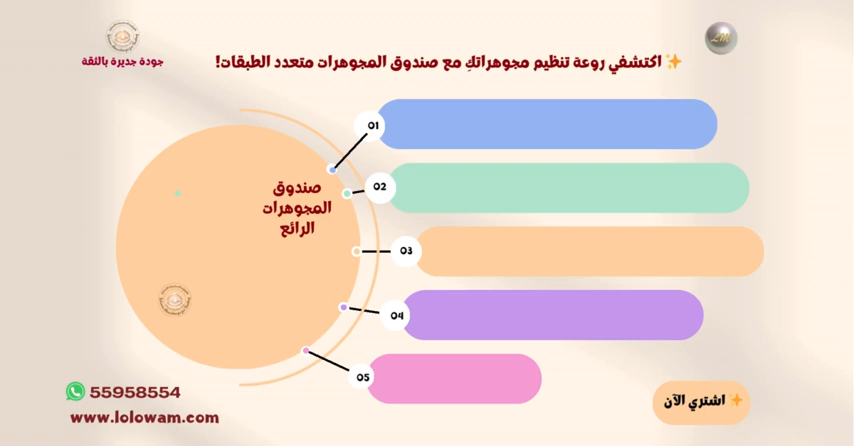 جودة جديرة بالثقة
LM
✨ اكتشفي روعة تنظيم مجوهراتكِ مع صندوق المجوهرات متعدد الطبقات!
صندوق
المجوهرات
الرائع
01
02
03
04
05
55958554
www.lolowam.com
✨ اشتري الآن